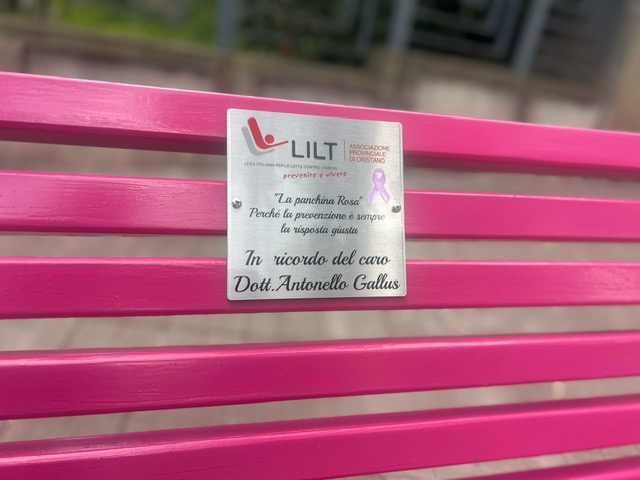 LILT
ASSOCIAZIONE
PROVINCIALE
DI ORISTANO
LEGA ITALIANA PER LA LOTTA CONTRO I TUMORI
prevenire è vivere
"La panchina Rosa"
Perché la prevenzione è sempre
la risposta giusta
In ricordo del caro
Dott. Antonello Gallus